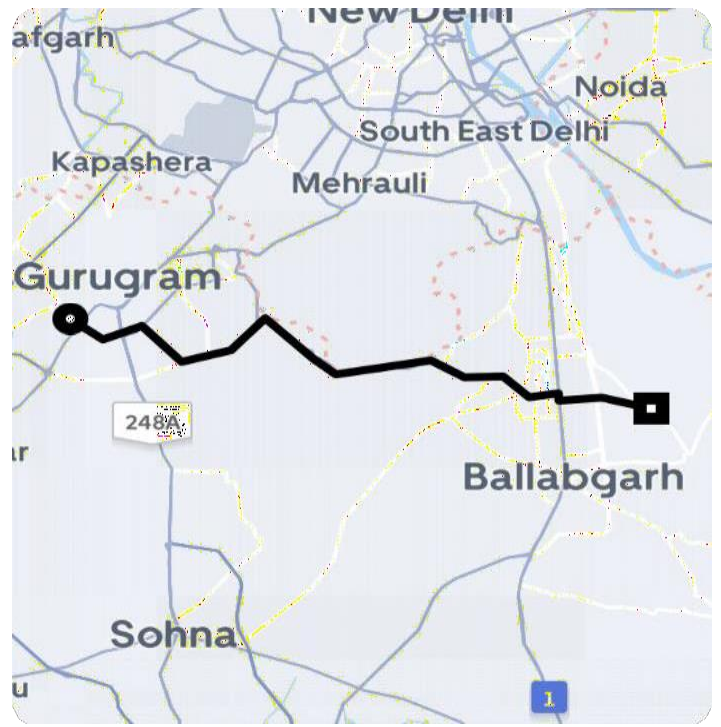 New Delhi
afgarh
Noida
South East Delhi
Kapashera
Mehrauli
Gurugram
248A
ar
Ballabgarh
Sohna
u
1